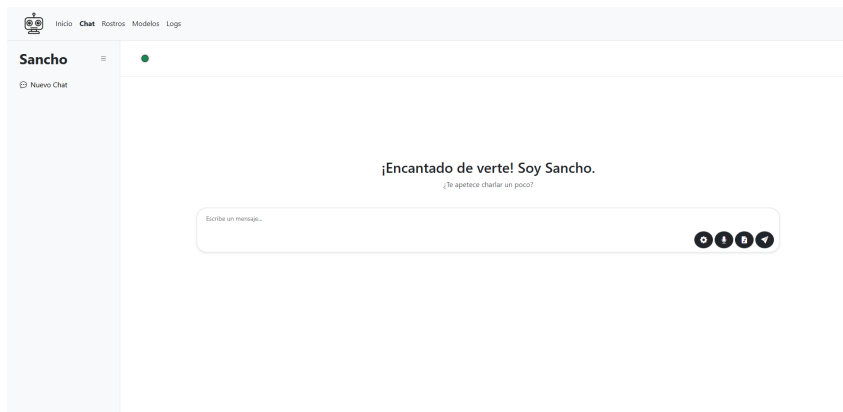 Inicio Chat Rostros Modelos Logs
Sancho
Nuevo Chat
¡Encantado de verte! Soy Sancho.
¿Te apetece charlar un poco?
Escribe un mensaje...